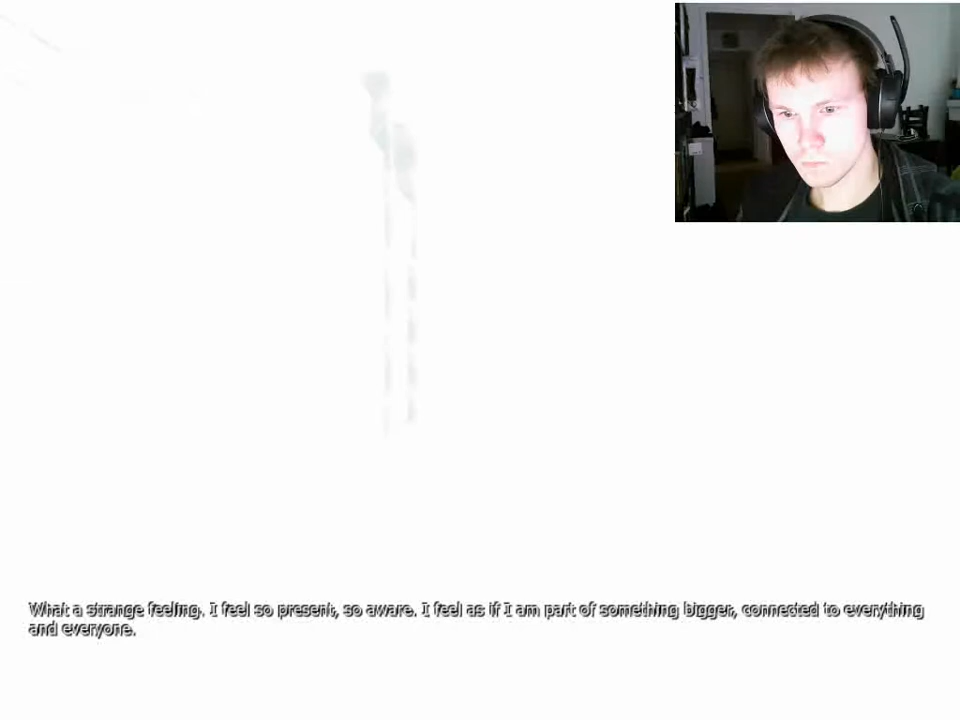 What a strange feeling. I feel so present, so aware. I feel as if I am part of something bigger, connected to everything
and everyone.